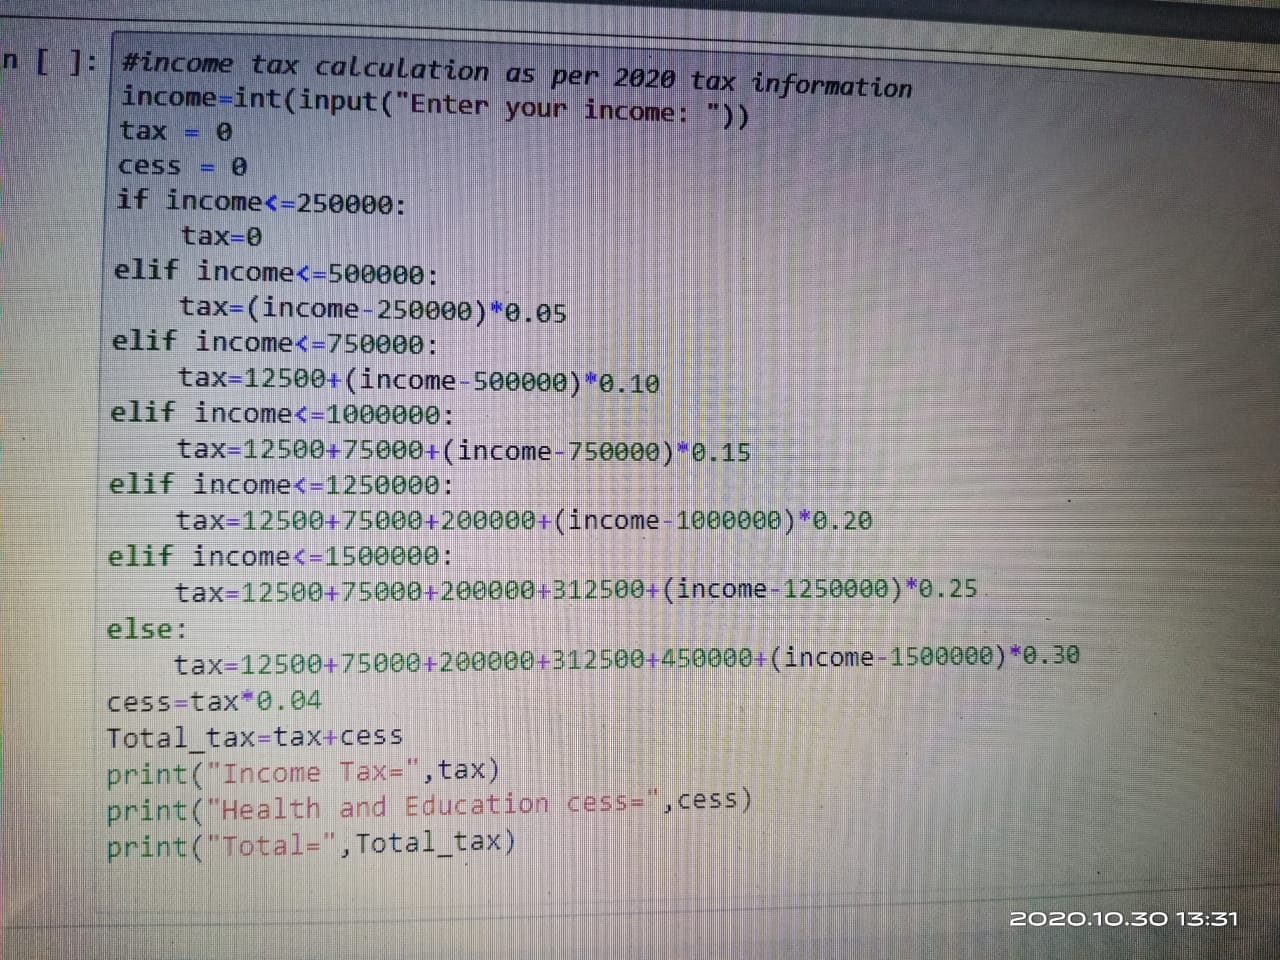 n [ ]:
#income tax calculation as per 2020 tax information
income=int(input("Enter your income: "))
tax = 0
cess = 0
if income<=250000:
    tax=0
elif income<=500000:
    tax=(income-250000)*0.05
elif income<=750000:
    tax=12500+(income-500000)*0.10
elif income<=1000000:
    tax=12500+75000+(income-750000)*0.15
elif income<=1250000:
    tax=12500+75000+200000+(income-1000000)*0.20
elif income<=1500000:
    tax=12500+75000+200000+312500+(income-1250000)*0.25
else:
    tax=12500+75000+200000+312500+450000+(income-1500000)*0.30
cess=tax*0.04
Total_tax=tax+cess
print("Income Tax=",tax)
print("Health and Education cess=",cess)
print("Total=",Total_tax)
2020.10.30 13:31